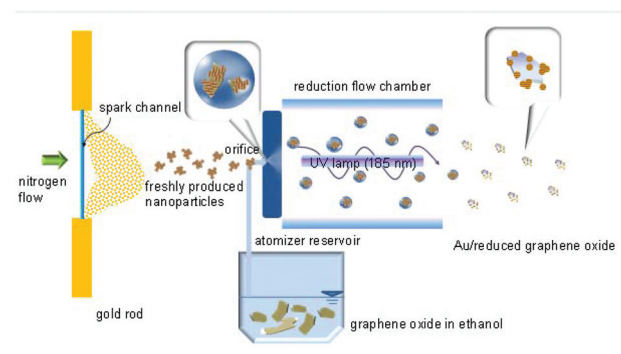 reduction flow chamber
spark channel
orifice
UV lamp (185 nm)
nitrogen
flow
freshly produced
nanoparticles
atomizer reservoir
Au/reduced graphene oxide
gold rod
graphene oxide in ethanol